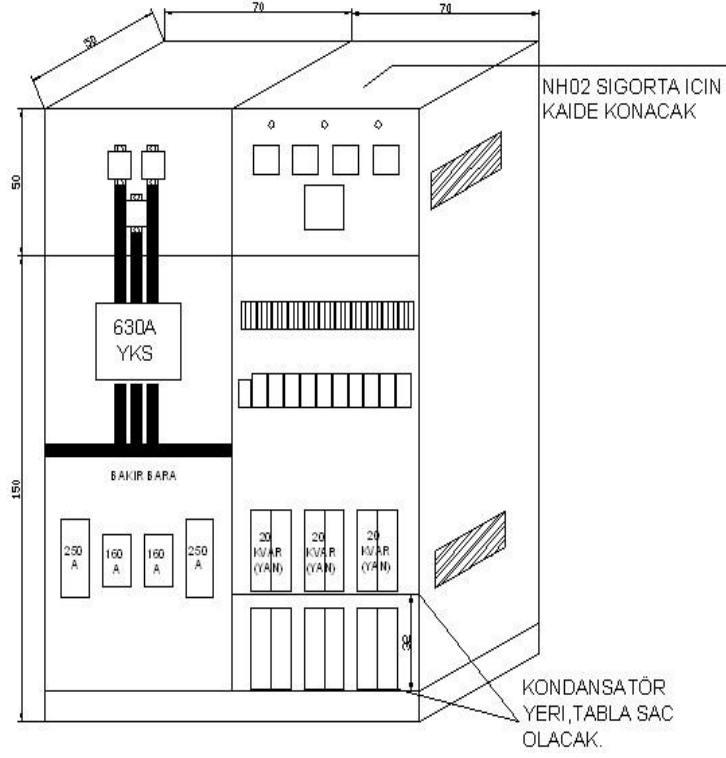 50
70
70
NH02 SIGORTA ICIN
KAIDE KONACAK
50
630A
YKS
BAKIR BARA
150
250
A
160
A
160
A
250
A
20
KVAR
(YAN)
20
KVAR
(YAN)
20
KVAR
(YAN)
KONDANSATÖR
YERI,TABLA SAC
OLACAK.